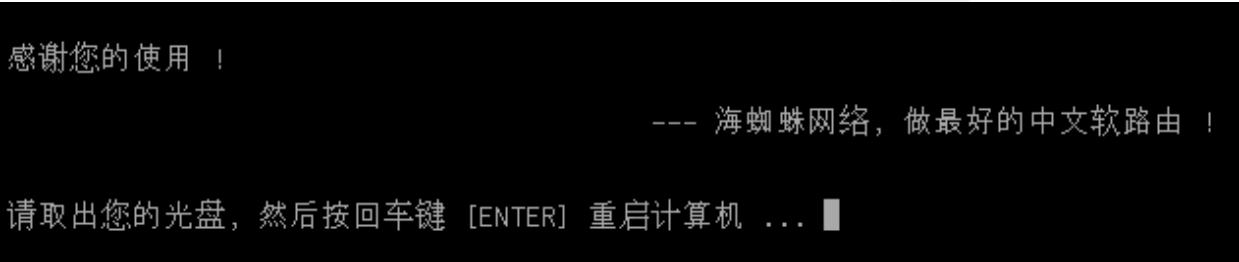 感谢您的使用 !
--- 海蜘蛛网络, 做最好的中文软路由 !
请取出您的光盘, 然后按回车键 [ENTER] 重启计算机 ...